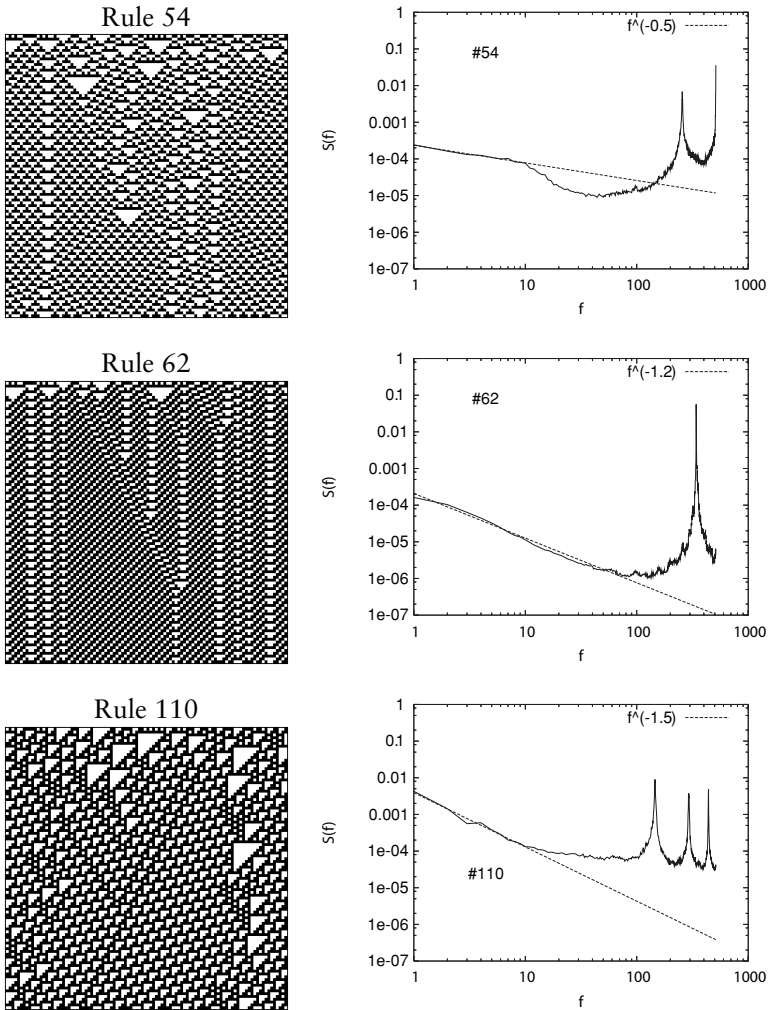 Rule 54
1
0.1
0.01
0.001
1e-04
1e-05
1e-06
1e-07
S(f)
#54
f^(-0.5)
1 10 100 1000
f
Rule 62
1
0.1
0.01
0.001
1e-04
1e-05
1e-06
1e-07
S(f)
#62
f^(-1.2)
1 10 100 1000
f
Rule 110
1
0.1
0.01
0.001
1e-04
1e-05
1e-06
1e-07
S(f)
#110
f^(-1.5)
1 10 100 1000
f